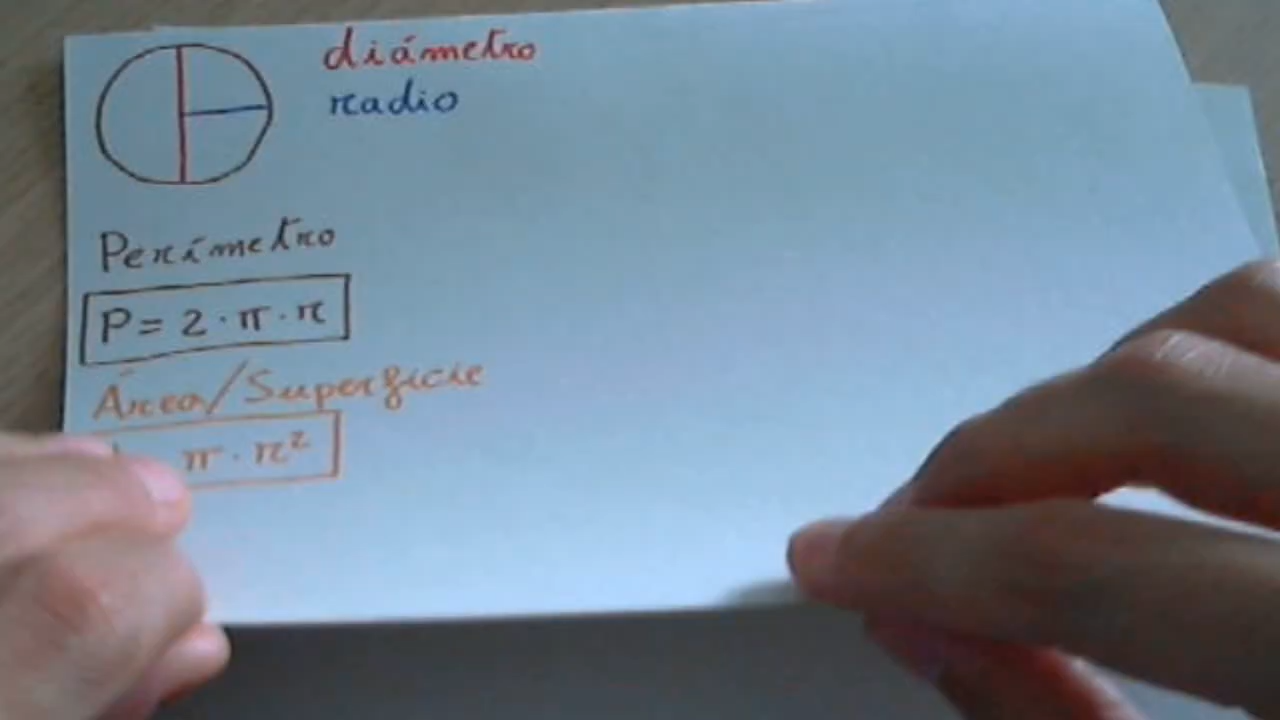 diámetro
radio
Perímetro
P = 2 · π · r
Área/Superficie
π · r²